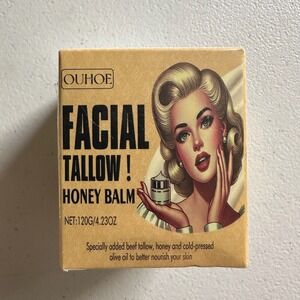 OUHOE
FACIAL
TALLOW !
HONEY BALM
NET:120G/4.23OZ
Specially added beef tallow, honey and cold-pressed
olive oil to better nourish your skin